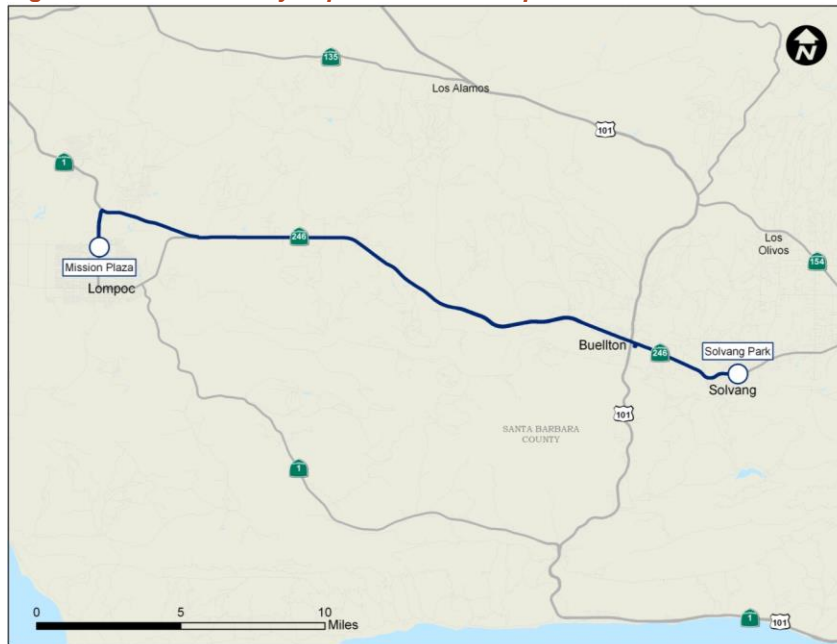 N
135
Los Alamos
101
1
Los
Olivos
154
246
Mission Plaza
Lompoc
Buellton
246
Solvang Park
Solvang
101
SANTA BARBARA
COUNTY
1
0
5
10
Miles
1
101